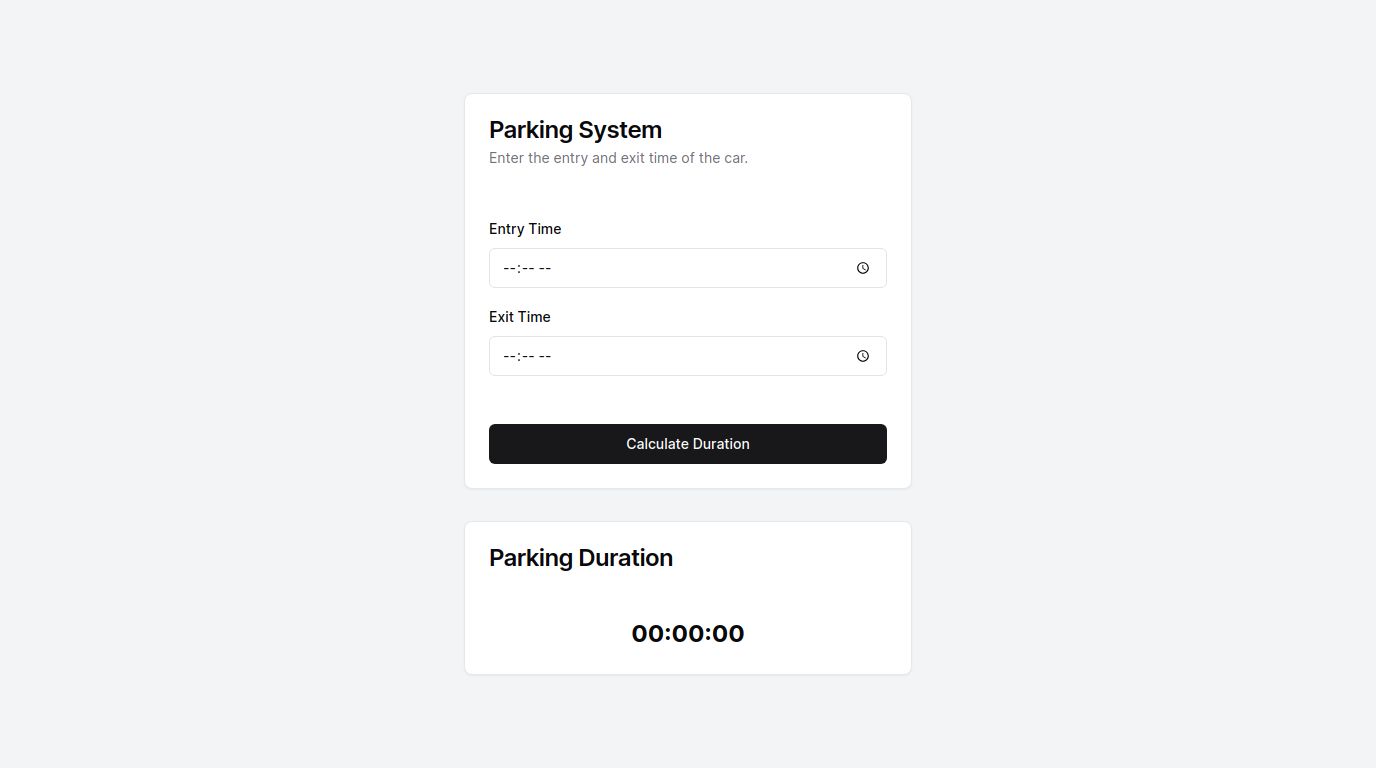 Parking System
Enter the entry and exit time of the car.
Entry Time
--:-- --
Exit Time
--:-- --
Calculate Duration
Parking Duration
00:00:00